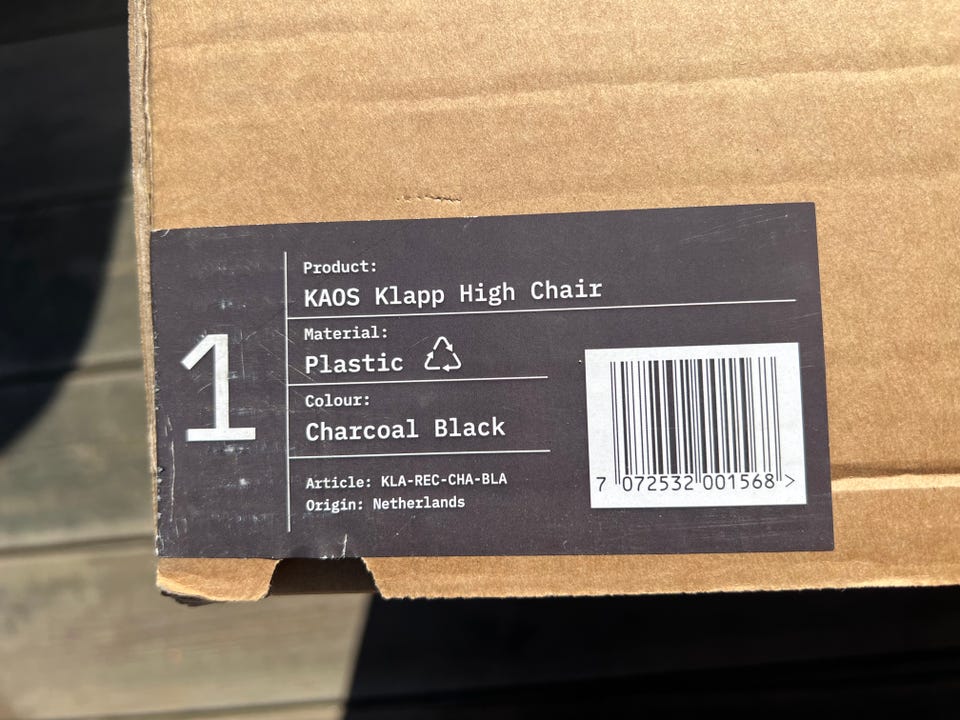 1
Product:
KAOS Klapp High Chair
Material:
Plastic
Colour:
Charcoal Black
Article: KLA-REC-CHA-BLA
Origin: Netherlands
7 072532 001568 >